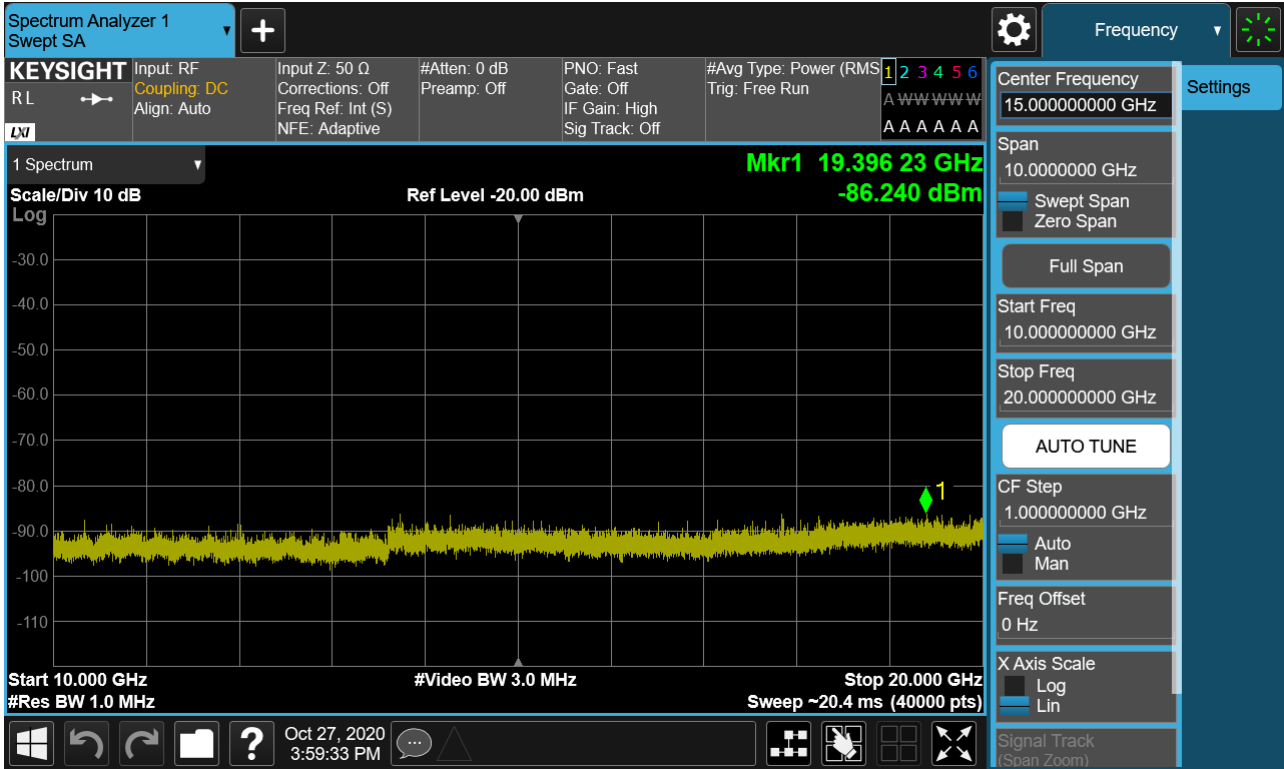 Spectrum Analyzer 1
Swept SA
Frequency
KEYSIGHT
R L
LXI
Input: RF
Coupling: DC
Align: Auto
Input Z: 50 Ω
Corrections: Off
Freq Ref: Int (S)
NFE: Adaptive
#Atten: 0 dB
Preamp: Off
PNO: Fast
Gate: Off
IF Gain: High
Sig Track: Off
#Avg Type: Power (RMS
Trig: Free Run
1 2 3 4 5 6
A W W W W W
A A A A A A
1 Spectrum
Mkr1 19.396 23 GHz
Scale/Div 10 dB
Ref Level -20.00 dBm
-86.240 dBm
Log
-30.0
-40.0
-50.0
-60.0
-70.0
-80.0
1
-90.0
-100
-110
Start 10.000 GHz
#Video BW 3.0 MHz
Stop 20.000 GHz
#Res BW 1.0 MHz
Sweep ~20.4 ms (40000 pts)
?
Oct 27, 2020
3:59:33 PM
Center Frequency
15.000000000 GHz
Span
10.0000000 GHz
Swept Span
Zero Span
Full Span
Start Freq
10.000000000 GHz
Stop Freq
20.000000000 GHz
AUTO TUNE
CF Step
1.000000000 GHz
Auto
Man
Freq Offset
0 Hz
X Axis Scale
Log
Lin
Signal Track
(Span Zoom)
Settings